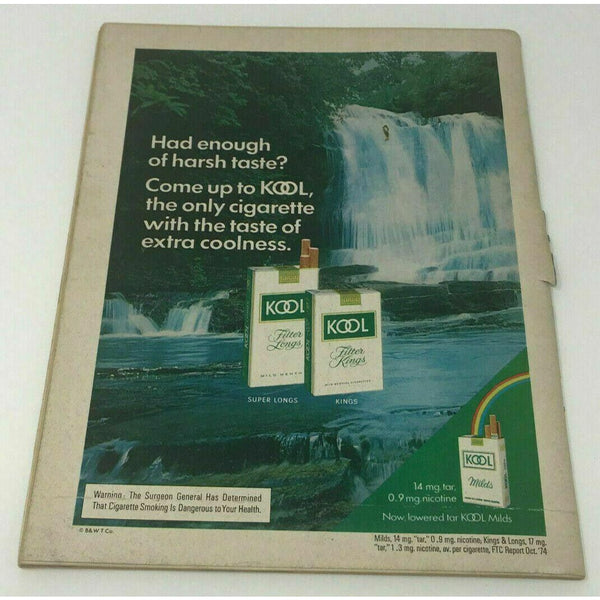 Had enough
of harsh taste?
Come up to KOOL,
the only cigarette
with the taste of
extra coolness.
KOOL
Filter
Longs
MILD MENTH
KOOL
KOOL
Filter
Kings
SUPER LONGS
KINGS
KOOL
Milds
14 mg. tar,
0.9 mg. nicotine
Now, lowered tar KOOL Milds
Warning: The Surgeon General Has Determined
That Cigarette Smoking Is Dangerous to Your Health.
© B&W T Co.
Milds, 14 mg. "tar," 0.9 mg. nicotine, Kings & Longs, 17 mg.
"tar," 1.3 mg. nicotine, av. per cigarette, FTC Report Oct. '74